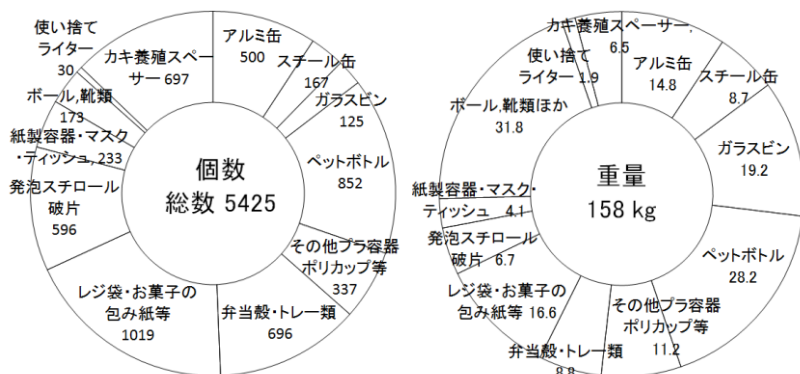 使い捨て
ライター
30
カキ養殖スペー
サー 697
アルミ缶
500
スチール缶
167
ガラスビン
125
ペットボトル
852
その他プラ容器
ポリカップ等
337
弁当殻・トレー類
696
レジ袋・お菓子の
包み紙等
1019
発泡スチロール
破片
596
紙製容器・マスク
・ティッシュ, 233
ボール,靴類
173
個数
総数 5425
カキ養殖スペーサー,
6.5
使い捨て
ライター 1.9
アルミ缶
14.8
スチール缶
8.7
ガラスビン
19.2
ペットボトル
28.2
その他プラ容器
ポリカップ等
11.2
弁当殻・トレー類
8.8
レジ袋・お菓子の
包み紙等 16.6
発泡スチロール
破片 6.7
紙製容器・マスク・
ティッシュ 4.1
ボール,靴類ほか
31.8
重量
158 kg